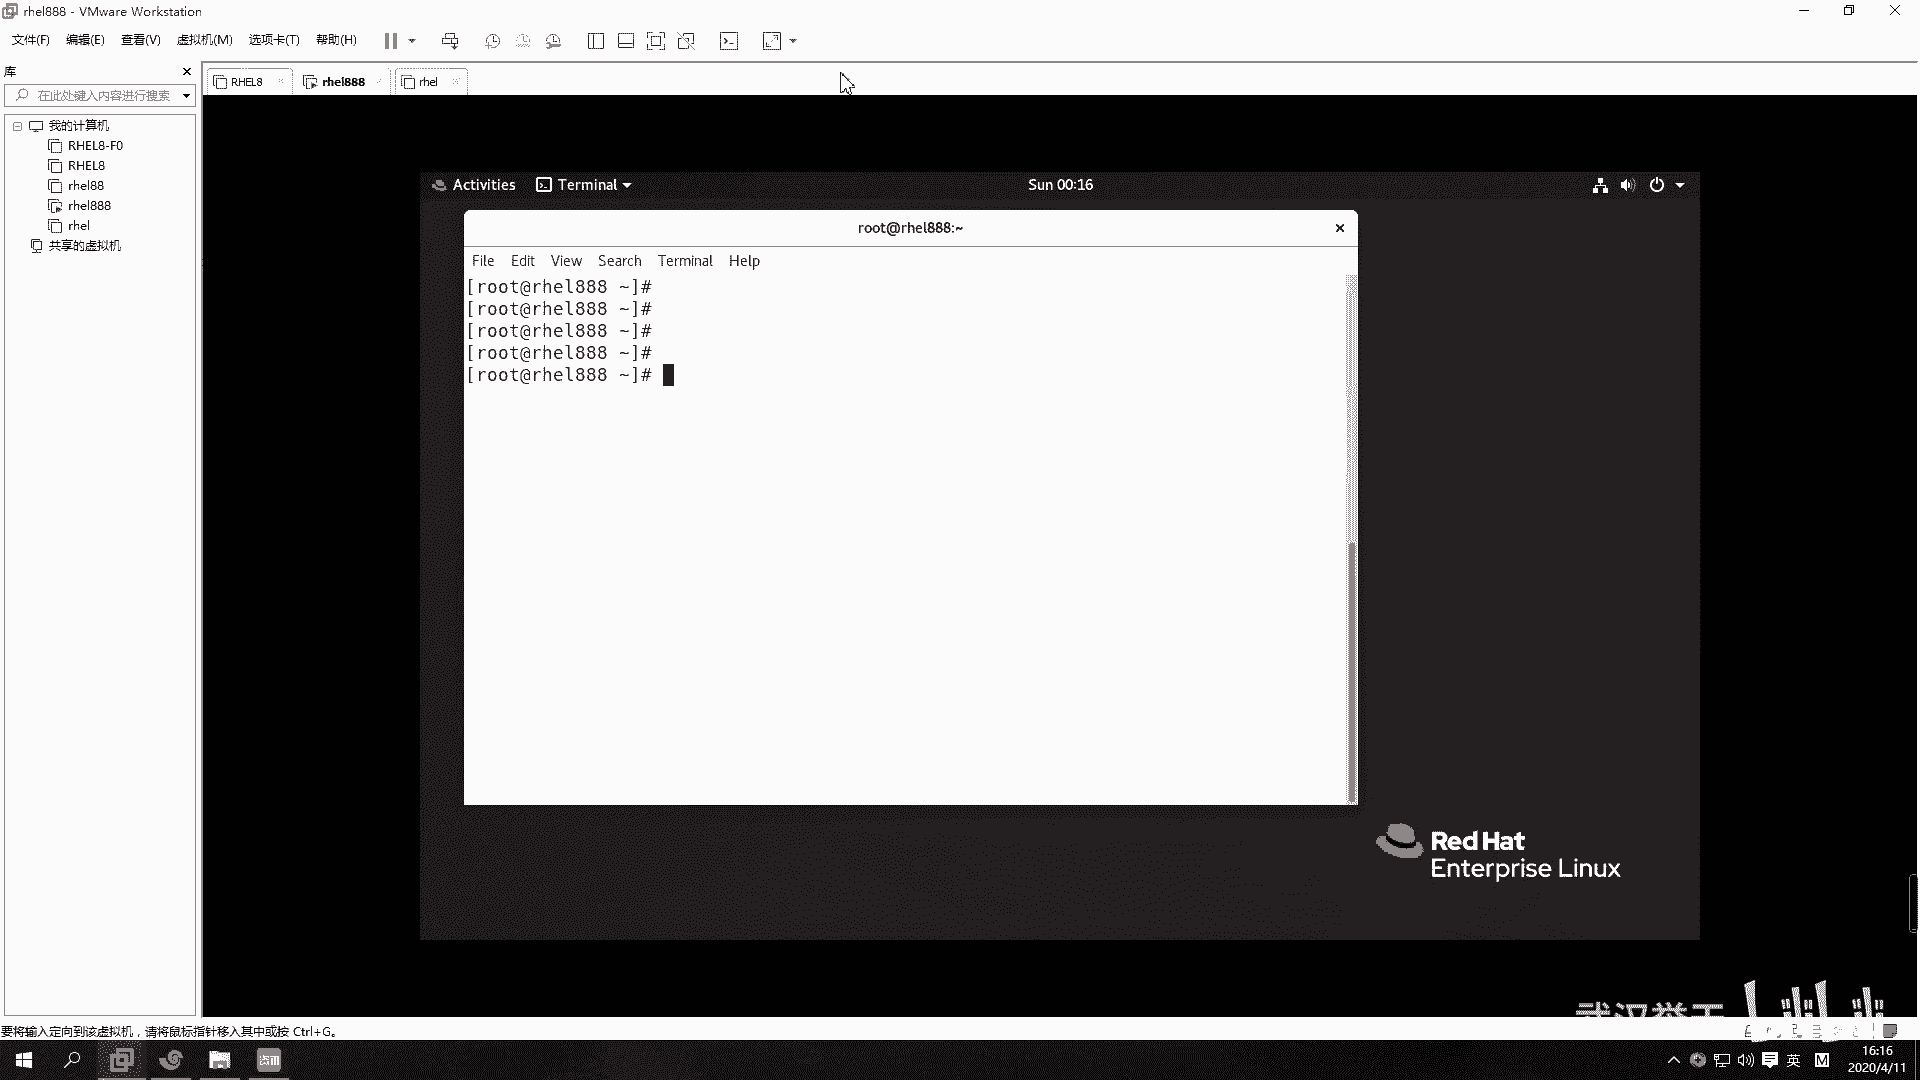 rhel888 - VMware Workstation
文件(F) 编辑(E) 查看(V) 虚拟机(M) 选项卡(T) 帮助(H)
库
在此处键入内容进行搜索
RHEL8
rhel888
rhel
我的计算机
RHEL8-F0
RHEL8
rhel88
rhel888
rhel
共享的虚拟机
Activities Terminal Sun 00:16
root@rhel888:~
File Edit View Search Terminal Help
[root@rhel888 ~]#
[root@rhel888 ~]#
[root@rhel888 ~]#
[root@rhel888 ~]#
[root@rhel888 ~]#
Red Hat
Enterprise Linux
要将输入定向到该虚拟机，请将鼠标指针移入其中或按 Ctrl+G。
资讯
英
M
16:16
2020/4/11